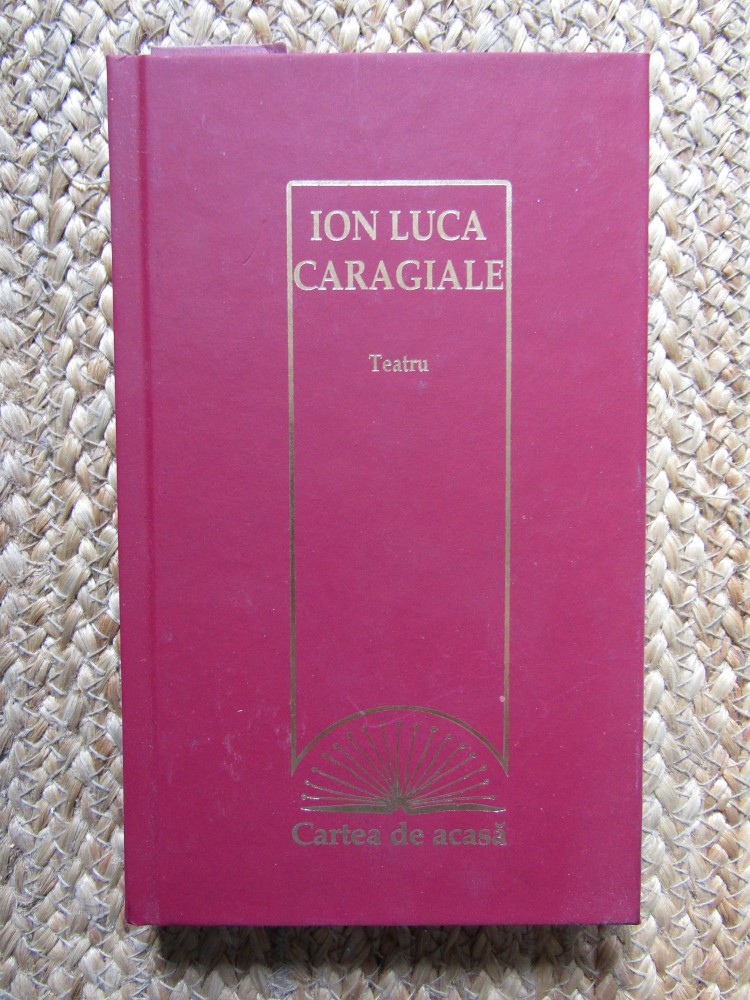 ION LUCA
CARAGIALE
Teatru
Cartea de acasă